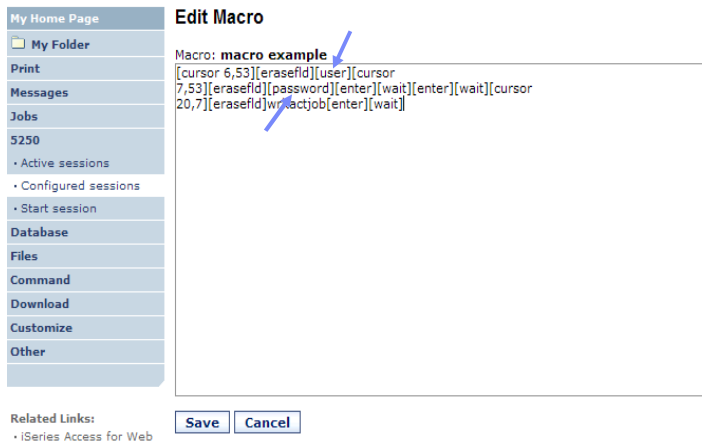 My Home Page
My Folder
Print
Messages
Jobs
5250
• Active sessions
• Configured sessions
• Start session
Database
Files
Command
Download
Customize
Other
Related Links:
• iSeries Access for Web
Edit Macro
Macro: macro example
[cursor 6,53][erasefld][user][cursor
7,53][erasefld][password][enter][wait][enter][wait][cursor
20,7][erasefld]wrkactjob[enter][wait]
Save Cancel